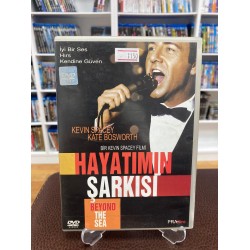 İyi Bir Ses
Hırs
Kendine Güven
KEVIN SPACEY
KATE BOSWORTH
BİR KEVIN SPACEY FİLMİ
HAYATIMIN
ŞARKISI
BEYOND
THE SEA
DVD